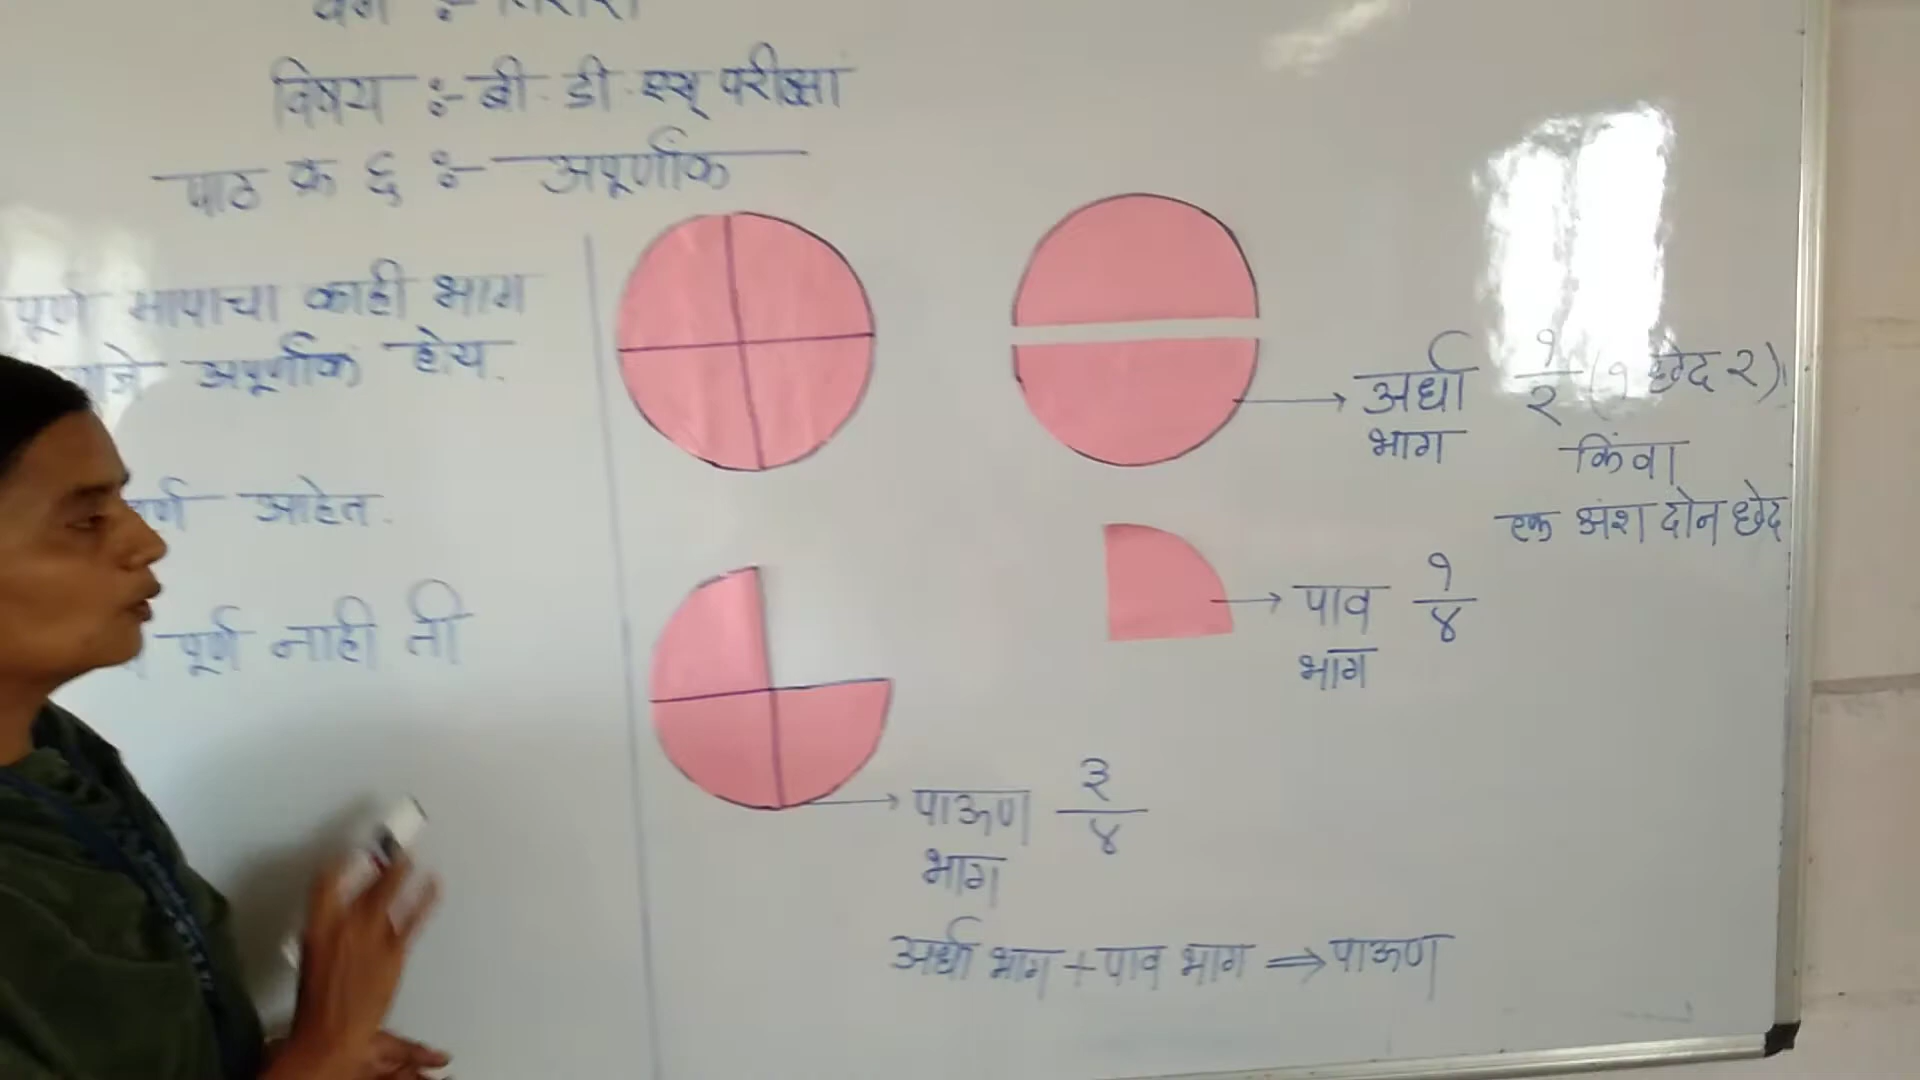 विषय :- बी. डी. एस् परीक्षा
पाठ क्र ६ :- अपूर्णांक
पूर्ण मापाचा काही भाग
अपूर्णांक होय.
आहेत.
पूर्ण नाही ती
अर्धा १/२ (१ छेद २)
भाग
किंवा
एक अंश दोन छेद
पाव १/४
भाग
पाऊण ३/४
भाग
अर्धा भाग + पाव भाग ⇒ पाऊण